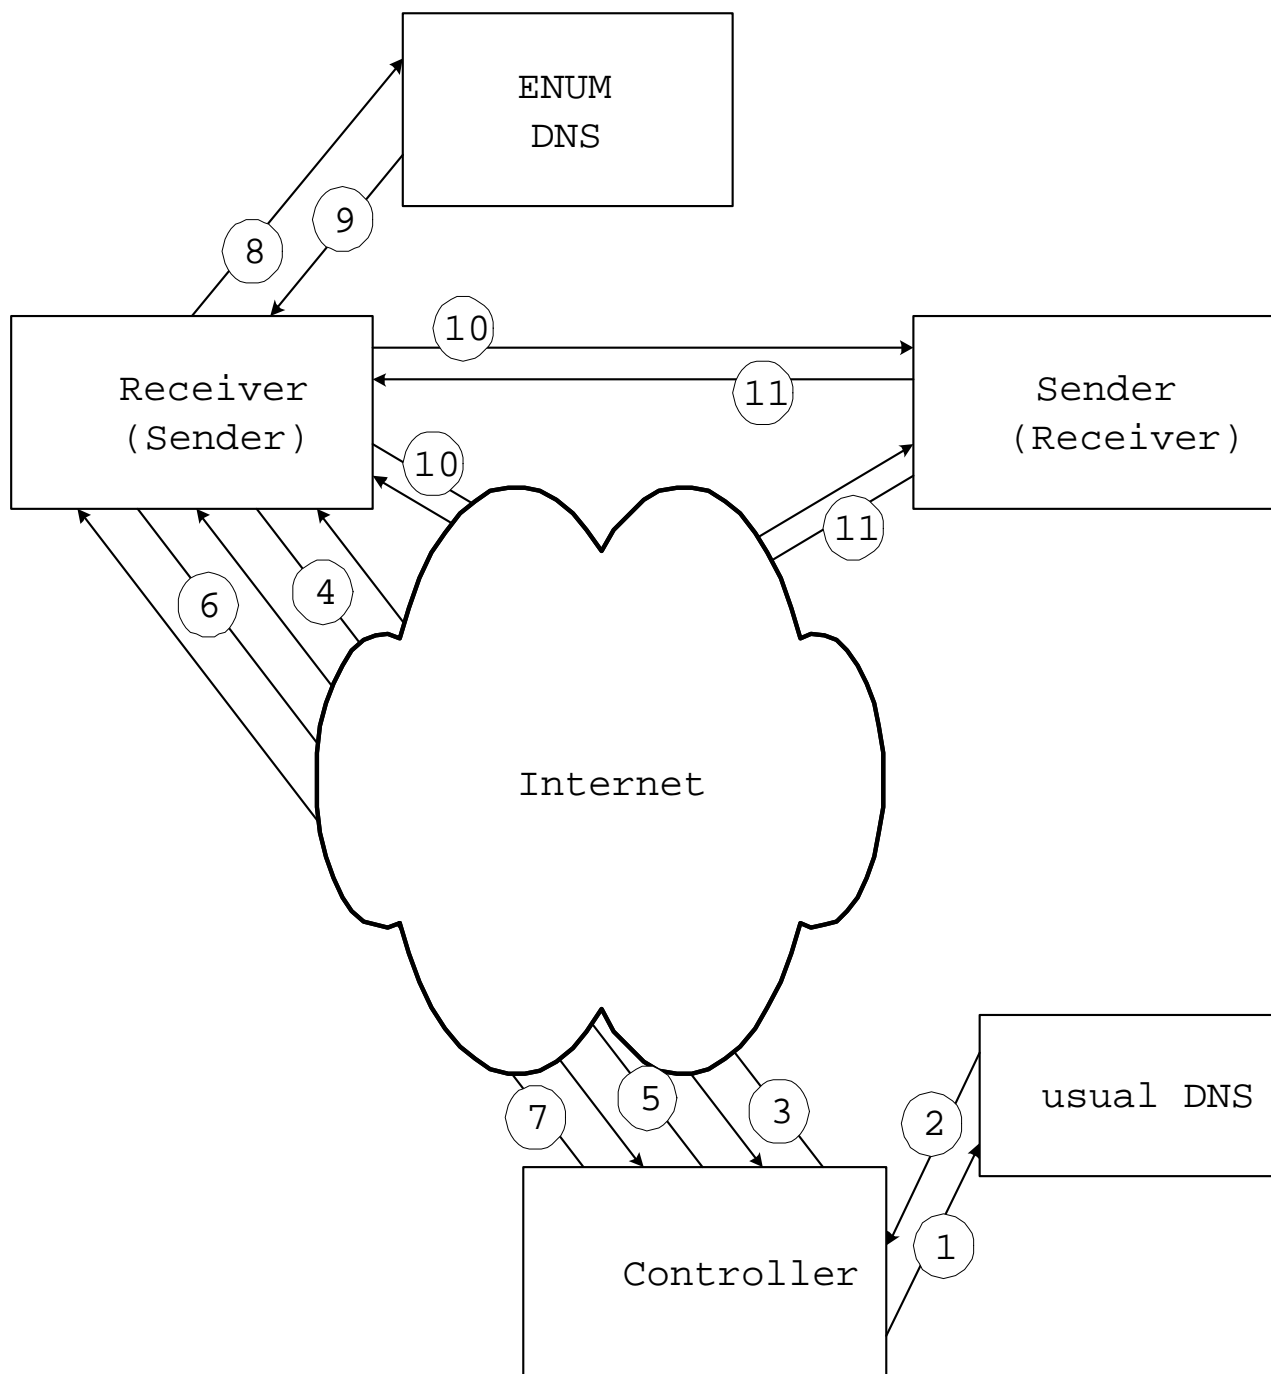 ENUM
DNS
8
9
10
11
Receiver
(Sender)
Sender
(Receiver)
10
11
6
4
Internet
7
5
3
2
usual DNS
1
Controller